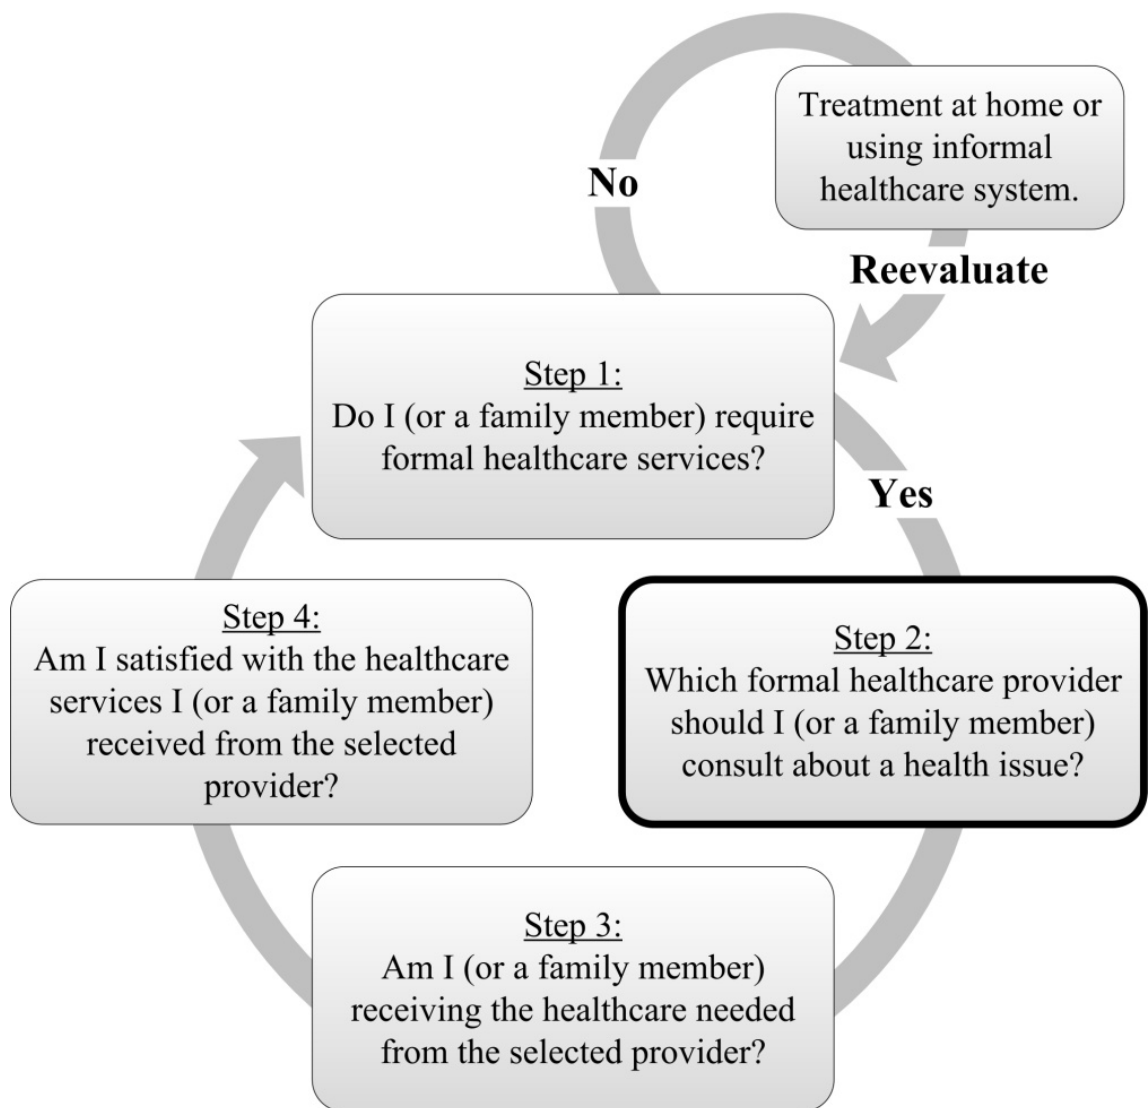 Treatment at home or
using informal
healthcare system.
No
Reevaluate
Step 1:
Do I (or a family member) require
formal healthcare services?
Yes
Step 2:
Which formal healthcare provider
should I (or a family member)
consult about a health issue?
Step 3:
Am I (or a family member)
receiving the healthcare needed
from the selected provider?
Step 4:
Am I satisfied with the healthcare
services I (or a family member)
received from the selected
provider?